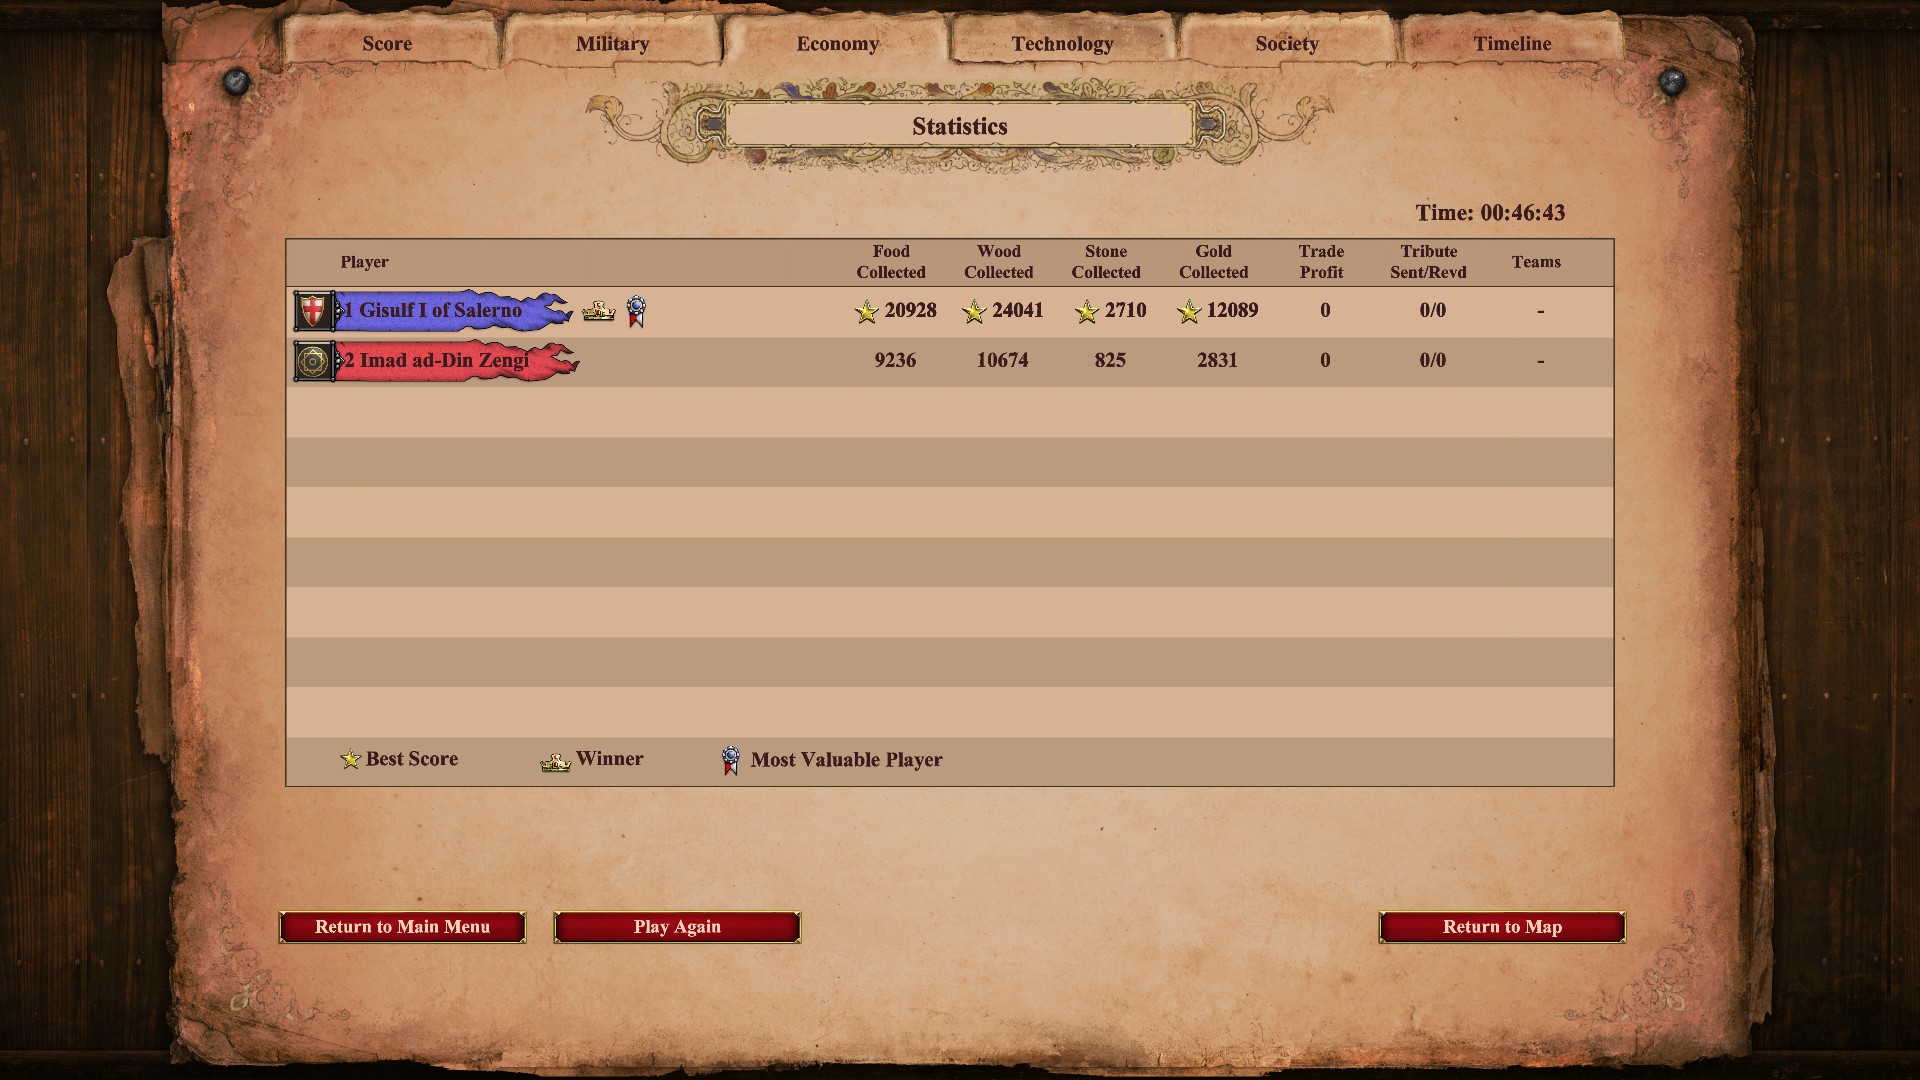 Score Military Economy Technology Society Timeline
Statistics
Time: 00:46:43
Player Food Collected Wood Collected Stone Collected Gold Collected Trade Profit Tribute Sent/Revd Teams
1 Gisulf I of Salerno 20928 24041 2710 12089 0 0/0 -
2 Imad ad-Din Zengi 9236 10674 825 2831 0 0/0 -
Best Score Winner Most Valuable Player
Return to Main Menu Play Again Return to Map